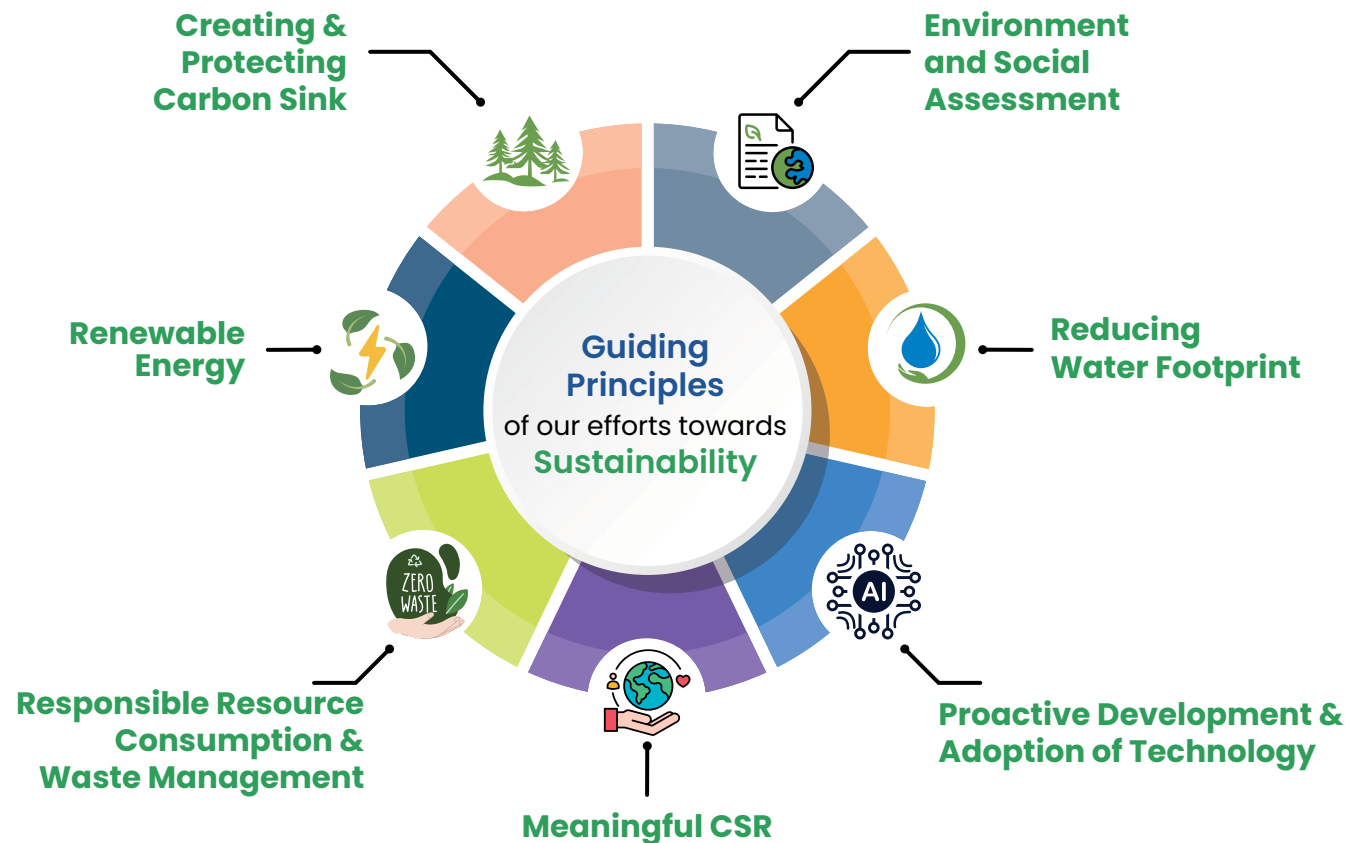 Creating &
Protecting
Carbon Sink
Environment
and Social
Assessment
Renewable
Energy
Guiding
Principles
of our efforts towards
Sustainability
Reducing
Water Footprint
ZERO
WASTE
AI
Responsible Resource
Consumption &
Waste Management
Proactive Development &
Adoption of Technology
Meaningful CSR